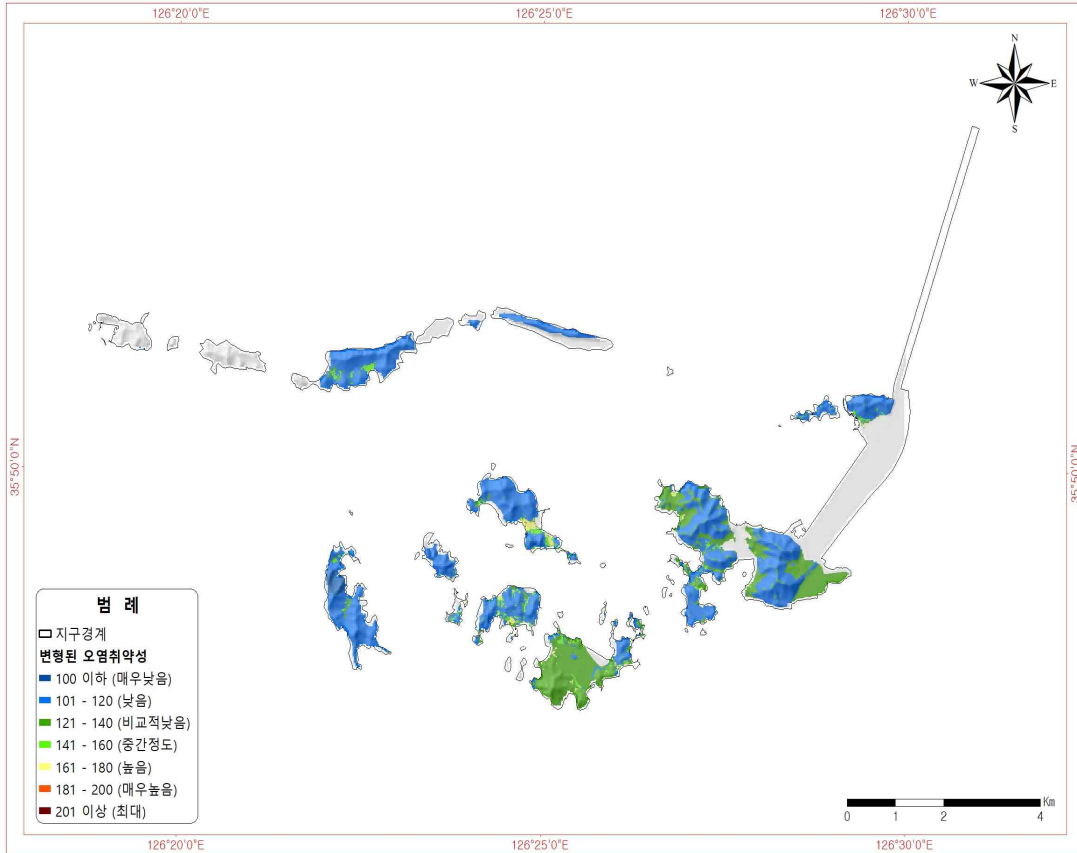 126°20'0"E 126°25'0"E 126°30'0"E
N
W E
S
35°50'0"N 35°50'0"N
범 례
지구경계
변형된 오염취약성
100 이하 (매우낮음)
101 - 120 (낮음)
121 - 140 (비교적낮음)
141 - 160 (중간정도)
161 - 180 (높음)
181 - 200 (매우높음)
201 이상 (최대)
Km
0 1 2 4
126°20'0"E 126°25'0"E 126°30'0"E